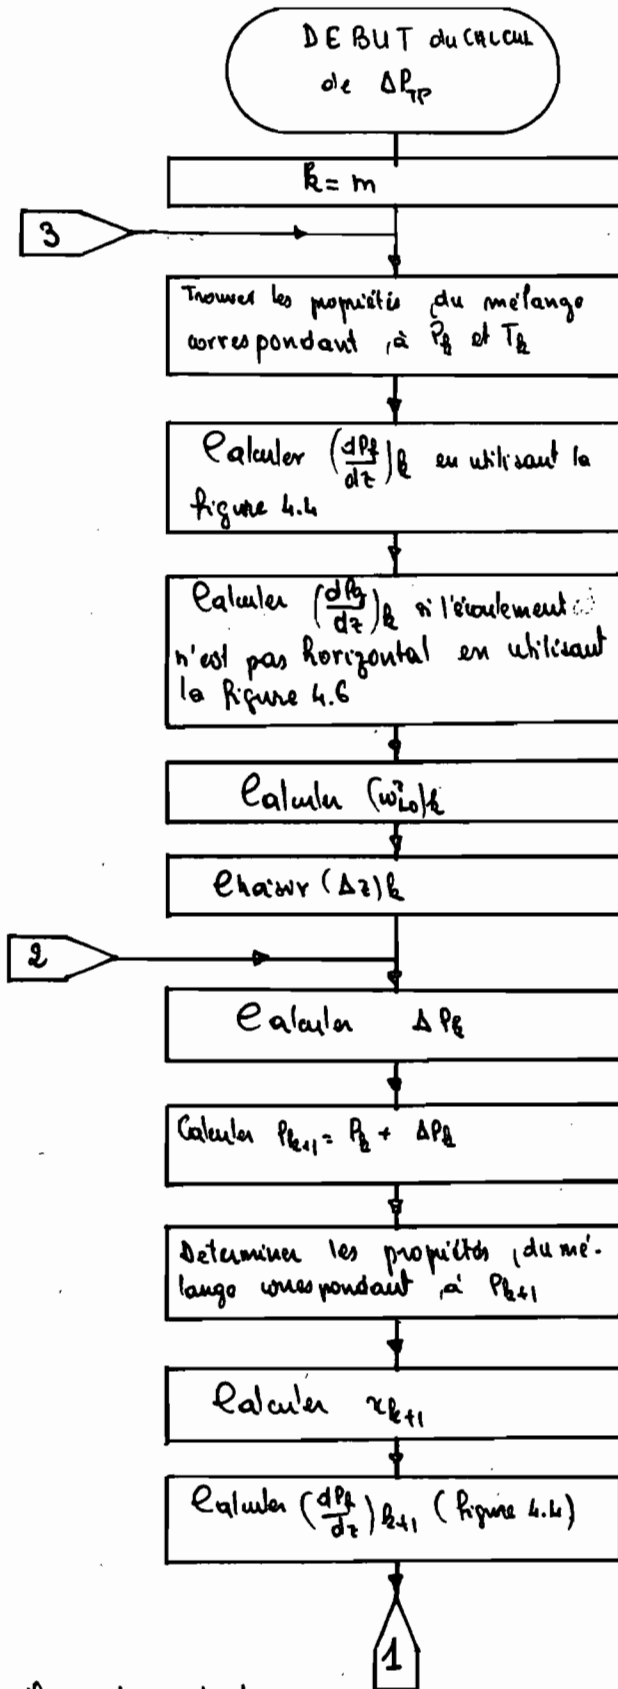 DEBUT du CALCUL
de ΔP_TP
k = m
3
Trouver les propriétés du mélange
correspondant à P_k et T_k
Calculer (dP_f/dz)_k en utilisant la
figure 4.4
Calculer (dP_g/dz)_k si l'écoulement
n'est pas horizontal en utilisant
la figure 4.6
Calculer (w²_Lo)_k
Choisir (Δz)_k
2
Calculer ΔP_k
Calculer P_k+1 = P_k + ΔP_k
Déterminer les propriétés du mé-
lange correspondant à P_k+1
Calculer x_k+1
Calculer (dP_f/dz)_k+1 (figure 4.4)
1